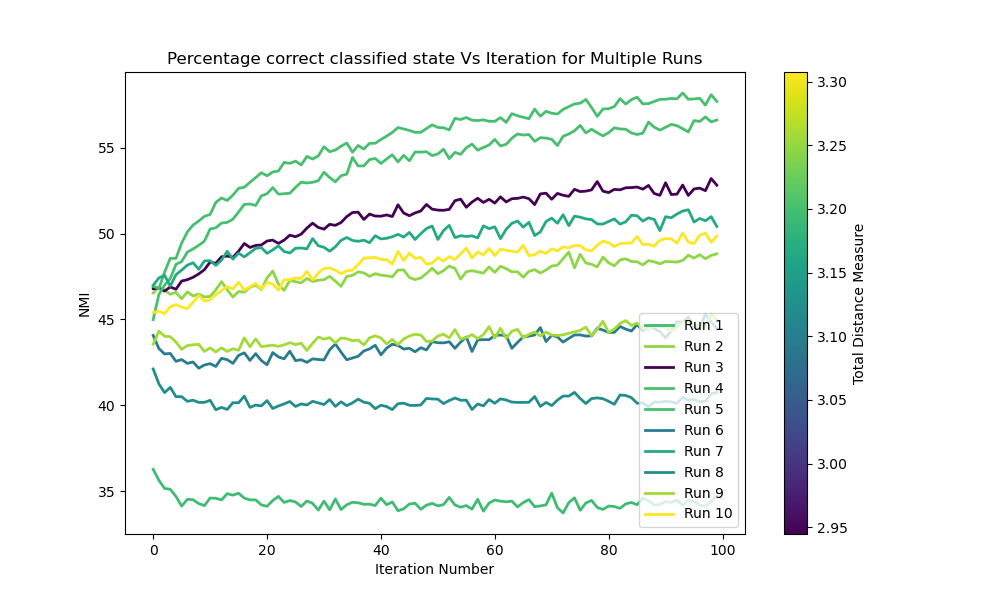 Percentage correct classified state Vs Iteration for Multiple Runs
NMI
55
50
45
40
35
0
20
40
60
80
100
Iteration Number
Run 1
Run 2
Run 3
Run 4
Run 5
Run 6
Run 7
Run 8
Run 9
Run 10
3.30
3.25
3.20
3.15
3.10
3.05
3.00
2.95
Total Distance Measure